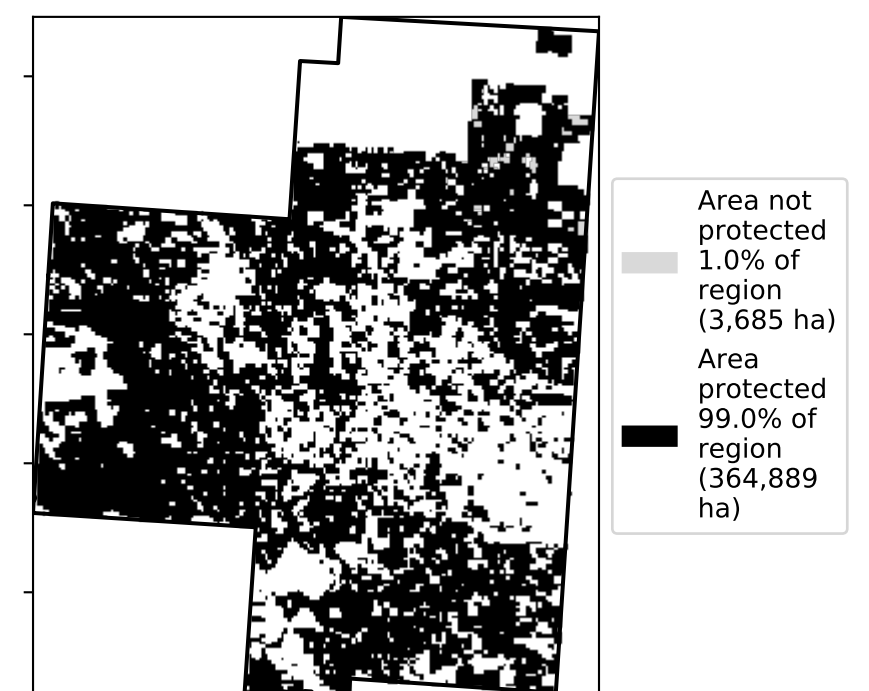 Area not
protected
1.0% of
region
(3,685 ha)
Area
protected
99.0% of
region
(364,889
ha)